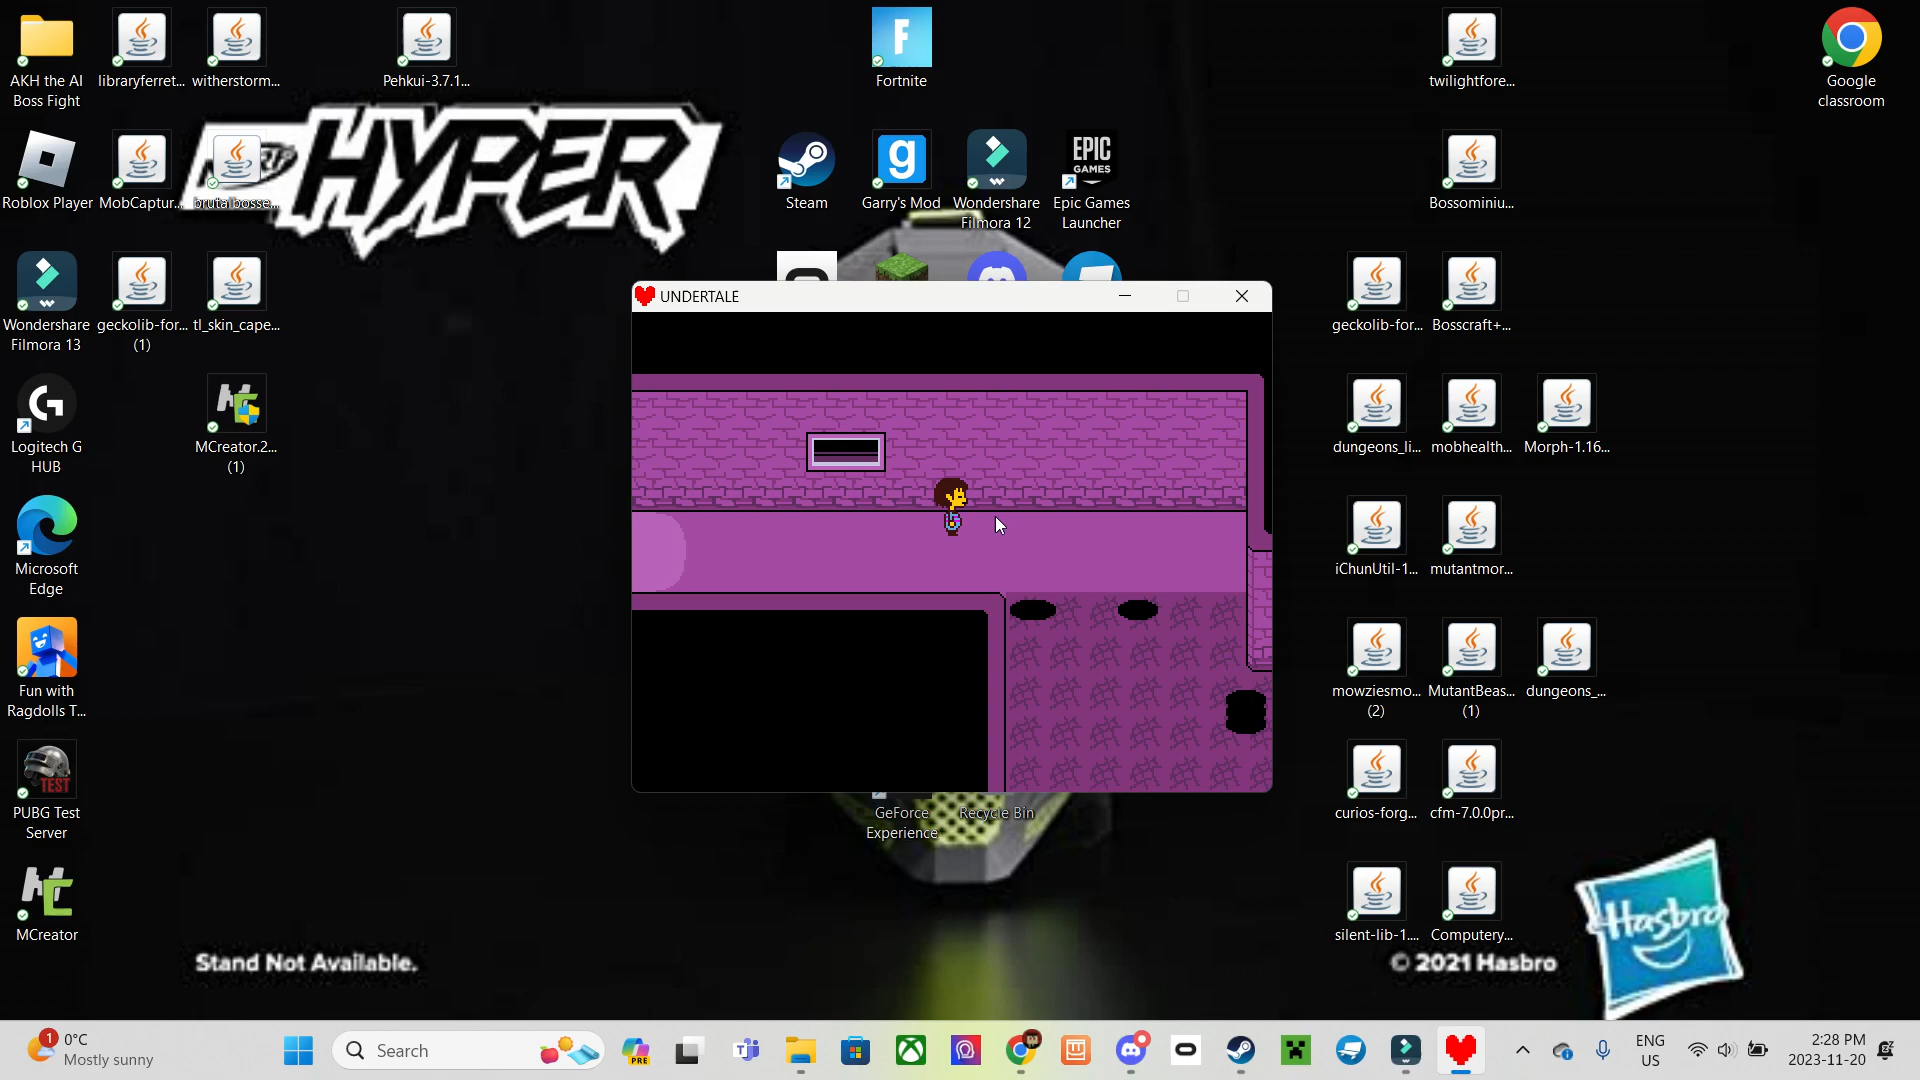 AKH the AI
Boss Fight
libraryferret...
witherstorm...
Pehkui-3.7.1...
Fortnite
twilightfore...
Google
classroom
HYPER
Roblox Player
MobCaptur...
brutalbosse...
Steam
Garry's Mod
Wondershare
Filmora 12
EPIC
GAMES
Epic Games
Launcher
Bossominiu...
UNDERTALE
Wondershare
Filmora 13
geckolib-for...
(1)
tl_skin_cape...
geckolib-for...
Bosscraft+...
Logitech G
HUB
MCreator.2...
(1)
dungeons_li...
mobhealth...
Morph-1.16...
Microsoft
Edge
iChunUtil-1...
mutantmor...
Fun with
Ragdolls T...
mowziesmo...
(2)
MutantBeas...
(1)
dungeons_...
TEST
PUBG Test
Server
GeForce
Experience
Recycle Bin
curios-forg...
cfm-7.0.0pr...
MCreator
silent-lib-1....
Computery...
Hasbro
Stand Not Available.
© 2021 Hasbro
1
0°C
Mostly sunny
Search
PRE
ENG
US
2:28 PM
2023-11-20